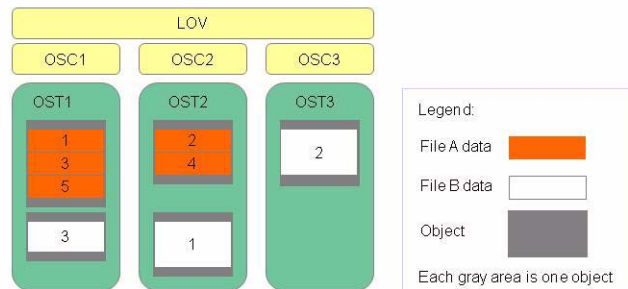 LOV
OSC1
OSC2
OSC3
OST1
1
3
5
3
OST2
2
4
1
OST3
2
Legend:
File A data
File B data
Object
Each gray area is one object